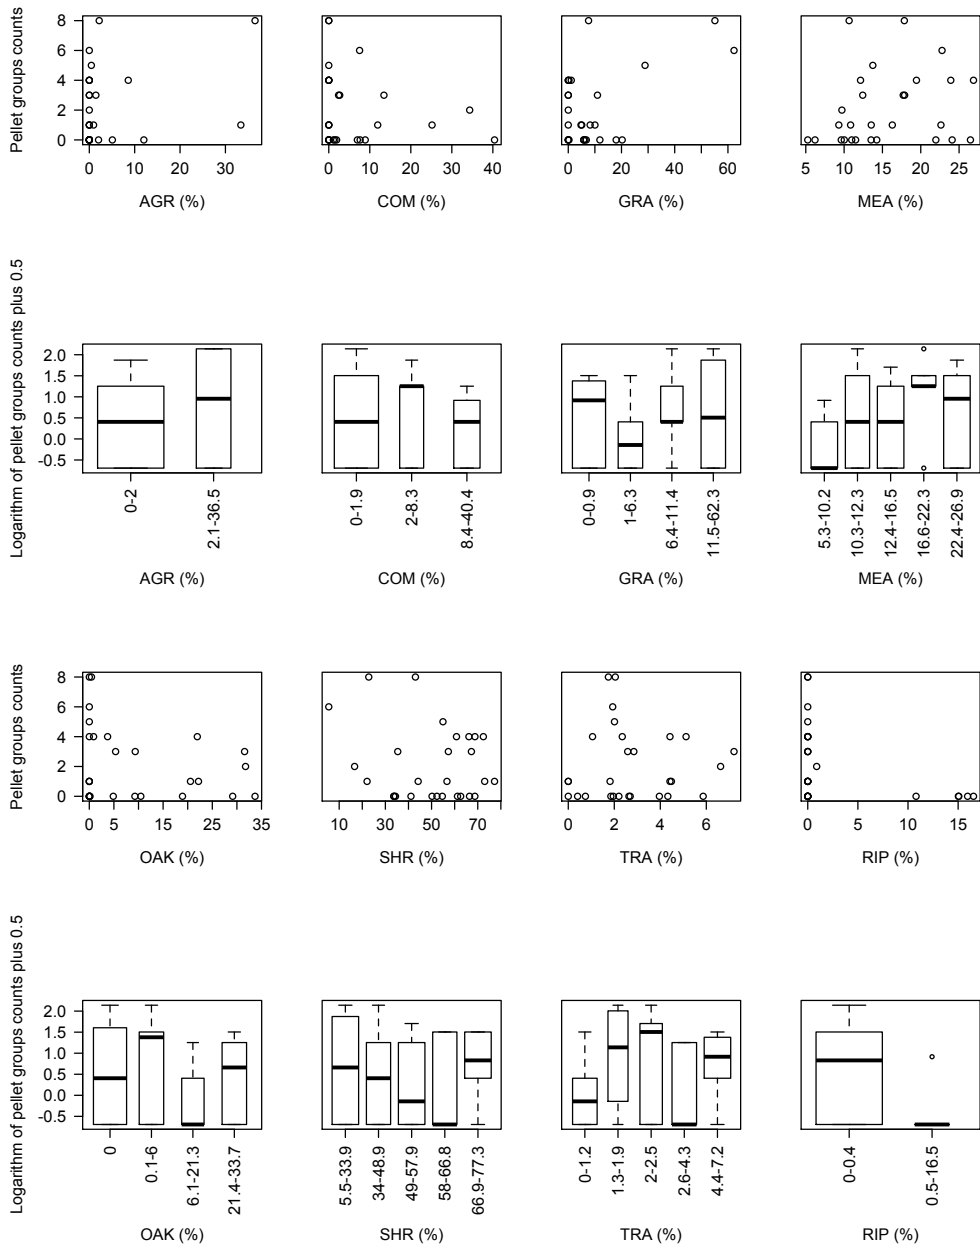 Pellet groups counts
8
6
4
2
0
0 10 20 30
AGR (%)
0 10 20 30 40
COM (%)
0 20 40 60
GRA (%)
5 10 15 20 25
MEA (%)
Logarithm of pellet groups counts plus 0.5
2.0
1.5
1.0
0.5
0.0
-0.5
0-2
2.1-36.5
AGR (%)
0-1.9
2-8.3
8.4-40.4
COM (%)
0-0.9
1-6.3
6.4-11.4
11.5-62.3
GRA (%)
5.3-10.2
10.3-12.3
12.4-16.5
16.6-22.3
22.4-26.9
MEA (%)
Pellet groups counts
8
6
4
2
0
0 5 15 25 35
OAK (%)
10 30 50 70
SHR (%)
0 2 4 6
TRA (%)
0 5 10 15
RIP (%)
Logarithm of pellet groups counts plus 0.5
2.0
1.5
1.0
0.5
0.0
-0.5
0
0.1-6
6.1-21.3
21.4-33.7
OAK (%)
5.5-33.9
34-48.9
49-57.9
58-66.8
66.9-77.3
SHR (%)
0-1.2
1.3-1.9
2-2.5
2.6-4.3
4.4-7.2
TRA (%)
0-0.4
0.5-16.5
RIP (%)